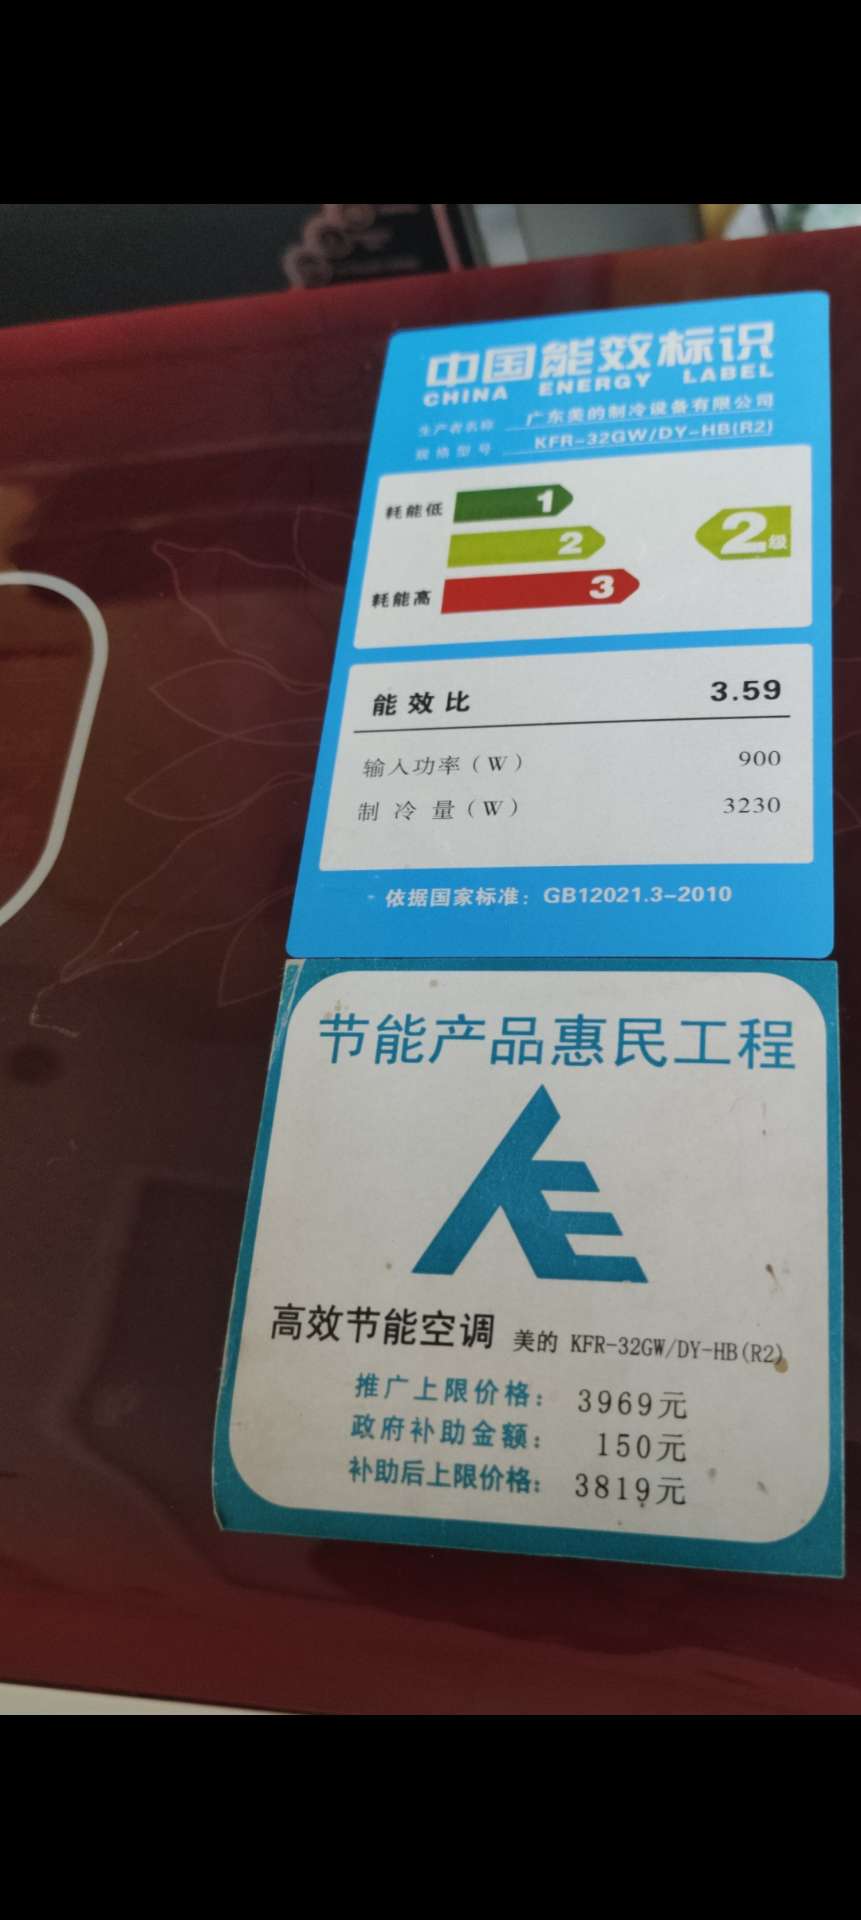 中国能效标识
CHINA ENERGY LABEL
生产者名称 广东美的制冷设备有限公司
规格型号 KFR-32GW/DY-HB(R2)
耗能低 1
2
2级
耗能高 3
能效比 3.59
输入功率(W) 900
制冷量(W) 3230
依据国家标准: GB12021.3-2010
节能产品惠民工程
高效节能空调 美的 KFR-32GW/DY-HB(R2)
推广上限价格: 3969元
政府补助金额: 150元
补助后上限价格: 3819元